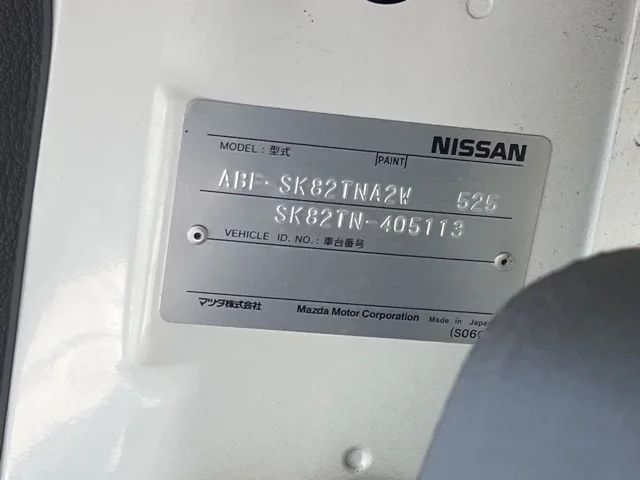 NISSAN
MODEL : 型式
PAINT
ABF-SK82TNA2W 525
SK82TN-405113
VEHICLE ID. NO. : 車台番号
マツダ株式会社 Mazda Motor Corporation Made in